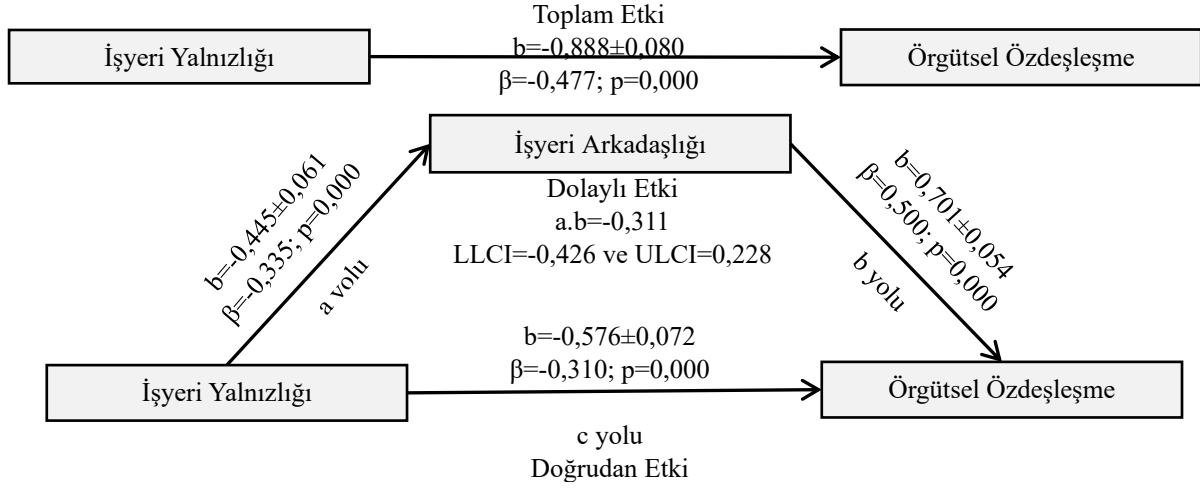 Toplam Etki
b=-0,888±0,080
İşyeri Yalnızlığı
Örgütsel Özdeşleşme
β=-0,477; p=0,000
İşyeri Arkadaşlığı
b=-0,445±0,061
β=-0,335; p=0,000
a yolu
Dolaylı Etki
a.b=-0,311
LLCI=-0,426 ve ULCI=0,228
b=0,701±0,054
β=0,500; p=0,000
b yolu
b=-0,576±0,072
β=-0,310; p=0,000
İşyeri Yalnızlığı
Örgütsel Özdeşleşme
c yolu
Doğrudan Etki